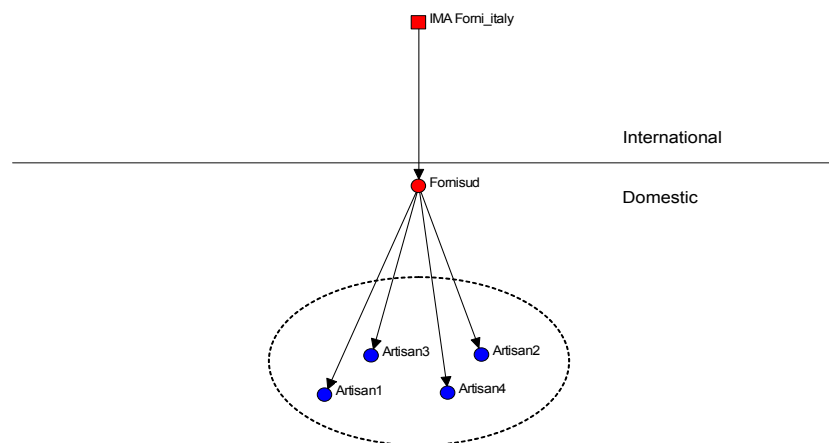 IMA Forni_italy
International
Fornisud
Domestic
Artisan3
Artisan2
Artisan1
Artisan4